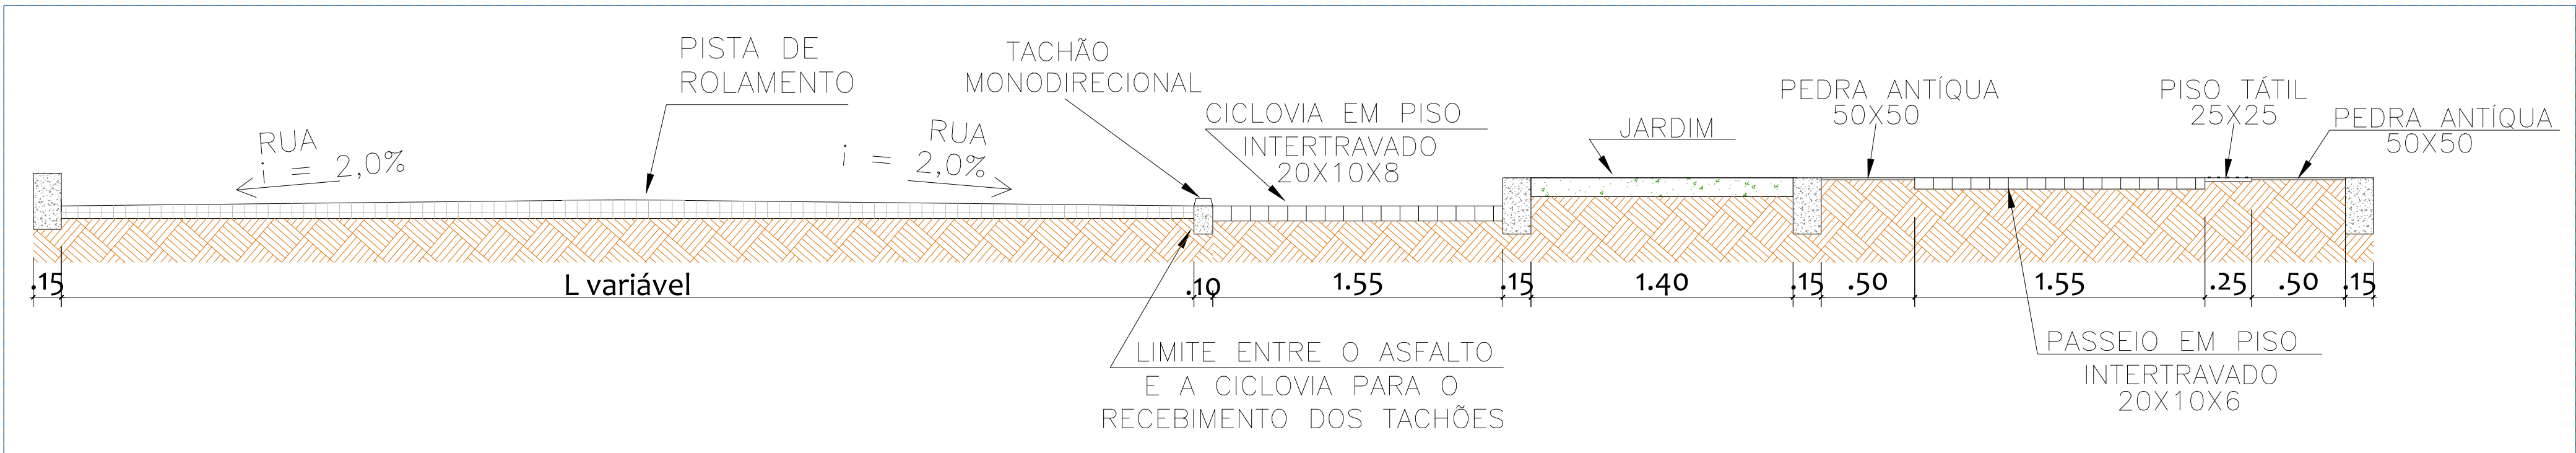 PISTA DE
ROLAMENTO
RUA
i = 2,0%
RUA
i = 2,0%
TACHÃO
MONODIRECIONAL
CICLOVIA EM PISO
INTERTRAVADO
20X10X8
JARDIM
PEDRA ANTÍQUA
50X50
PISO TÁTIL
25X25
PEDRA ANTÍQUA
50X50
.15
L variável
.10
1.55
.15
1.40
.15
.50
1.55
.25
.50
.15
LIMITE ENTRE O ASFALTO
E A CICLOVIA PARA O
RECEBIMENTO DOS TACHÕES
PASSEIO EM PISO
INTERTRAVADO
20X10X6